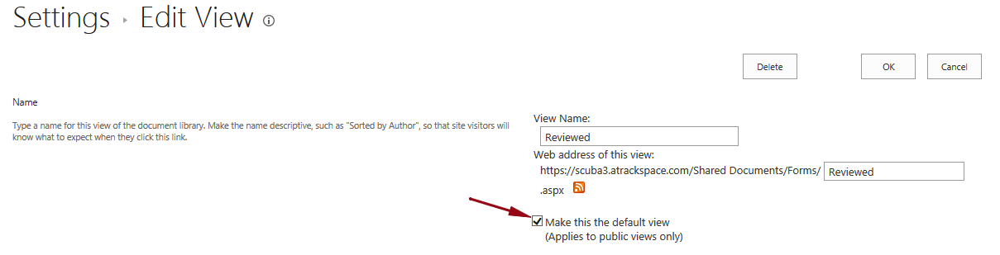 Settings ▸ Edit View
Delete OK Cancel
Name
Type a name for this view of the document library. Make the name descriptive, such as "Sorted by Author", so that site visitors will
know what to expect when they click this link.
View Name:
Reviewed
Web address of this view:
https://scuba3.atrackspace.com/Shared Documents/Forms/ Reviewed
.aspx
Make this the default view
(Applies to public views only)